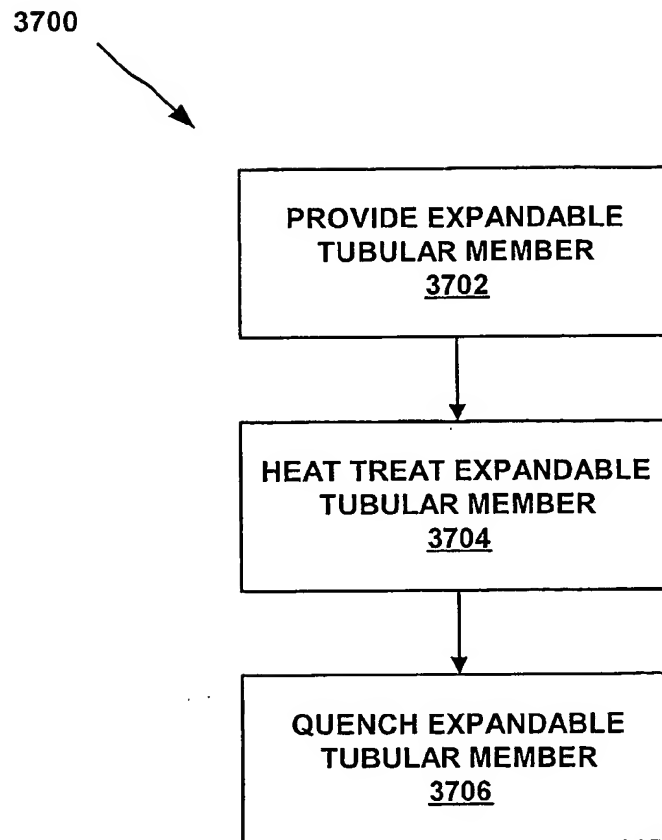 3700
PROVIDE EXPANDABLE
TUBULAR MEMBER
3702
HEAT TREAT EXPANDABLE
TUBULAR MEMBER
3704
QUENCH EXPANDABLE
TUBULAR MEMBER
3706